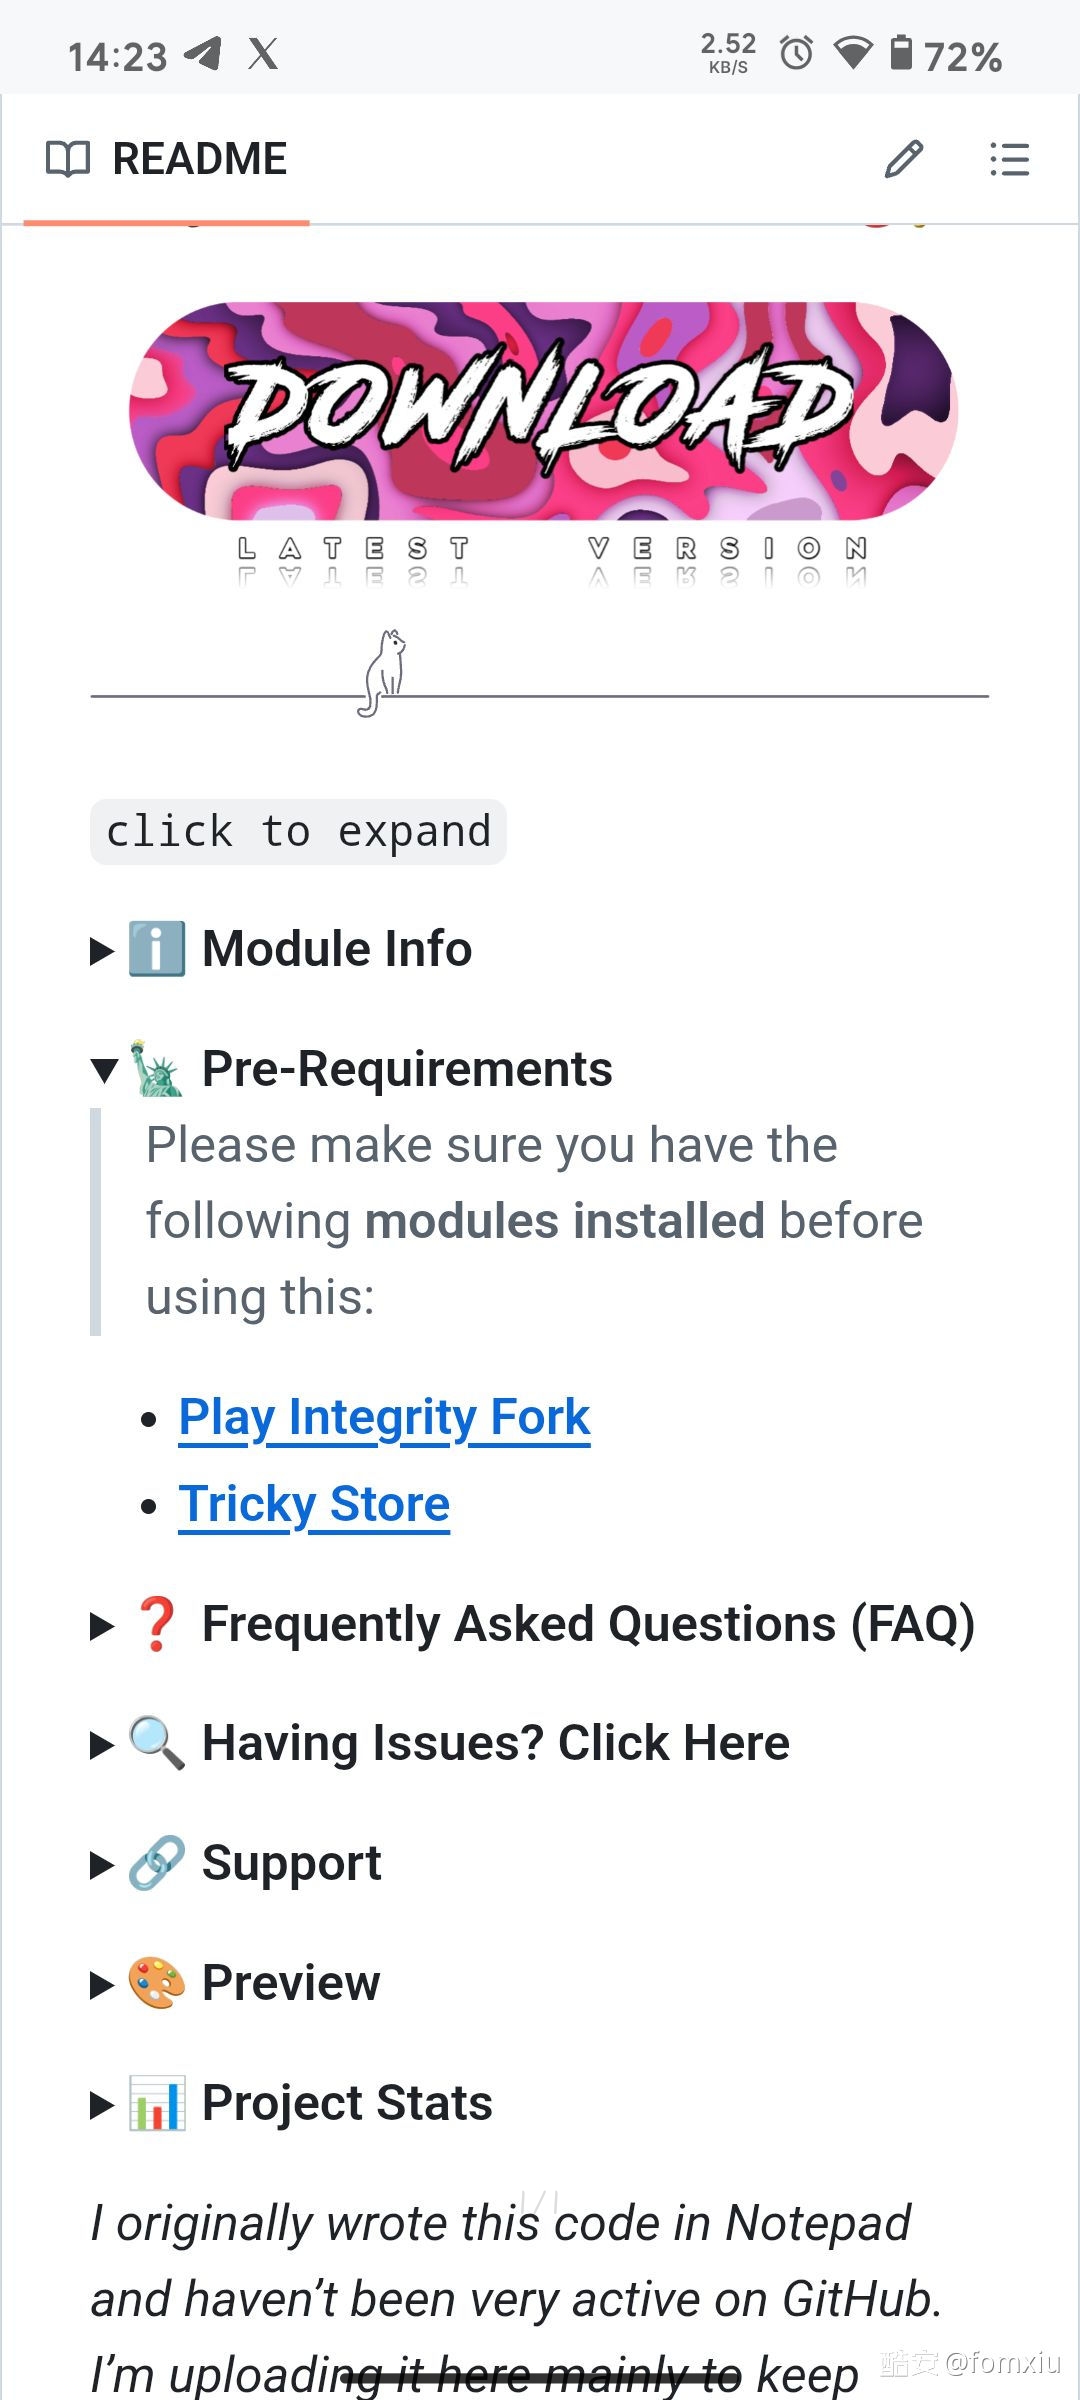 14:23
2.52
KB/S
72%
README
DOWNLOAD
LATEST VERSION
click to expand
Module Info
Pre-Requirements
Please make sure you have the
following modules installed before
using this:
• Play Integrity Fork
• Tricky Store
Frequently Asked Questions (FAQ)
Having Issues? Click Here
Support
Preview
Project Stats
1/1
I originally wrote this code in Notepad
and haven’t been very active on GitHub.
I’m uploading it here mainly to keep
酷安 @fomxiu